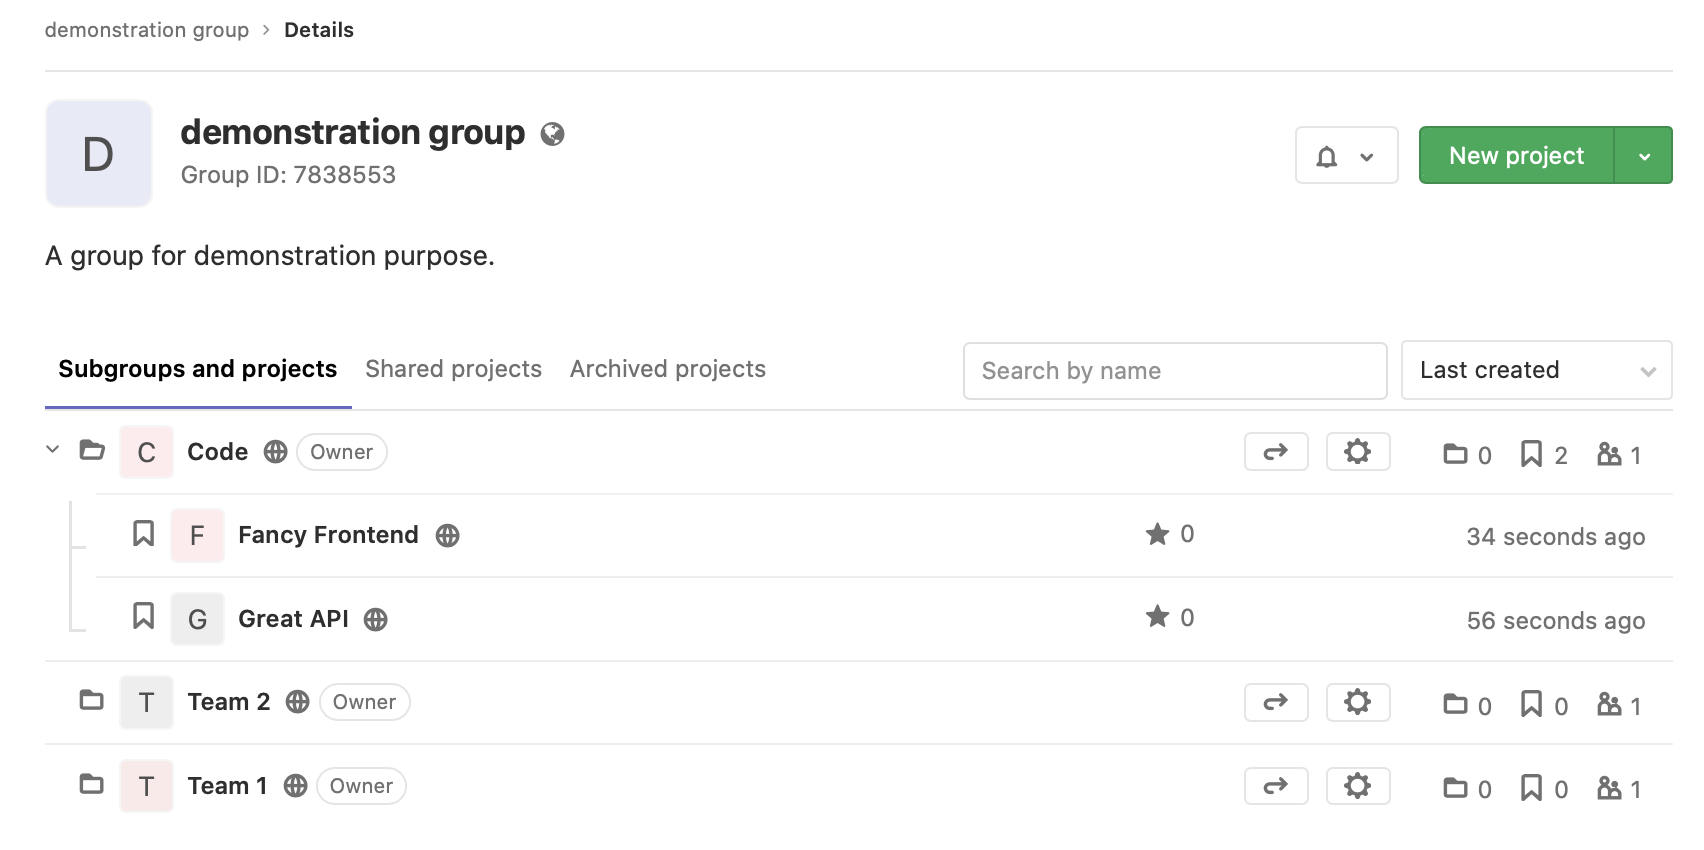 demonstration group > Details
D
demonstration group
Group ID: 7838553
New project
A group for demonstration purpose.
Subgroups and projects Shared projects Archived projects Search by name Last created
C Code Owner 0 2 1
F Fancy Frontend 0 34 seconds ago
G Great API 0 56 seconds ago
T Team 2 Owner 0 0 1
T Team 1 Owner 0 0 1